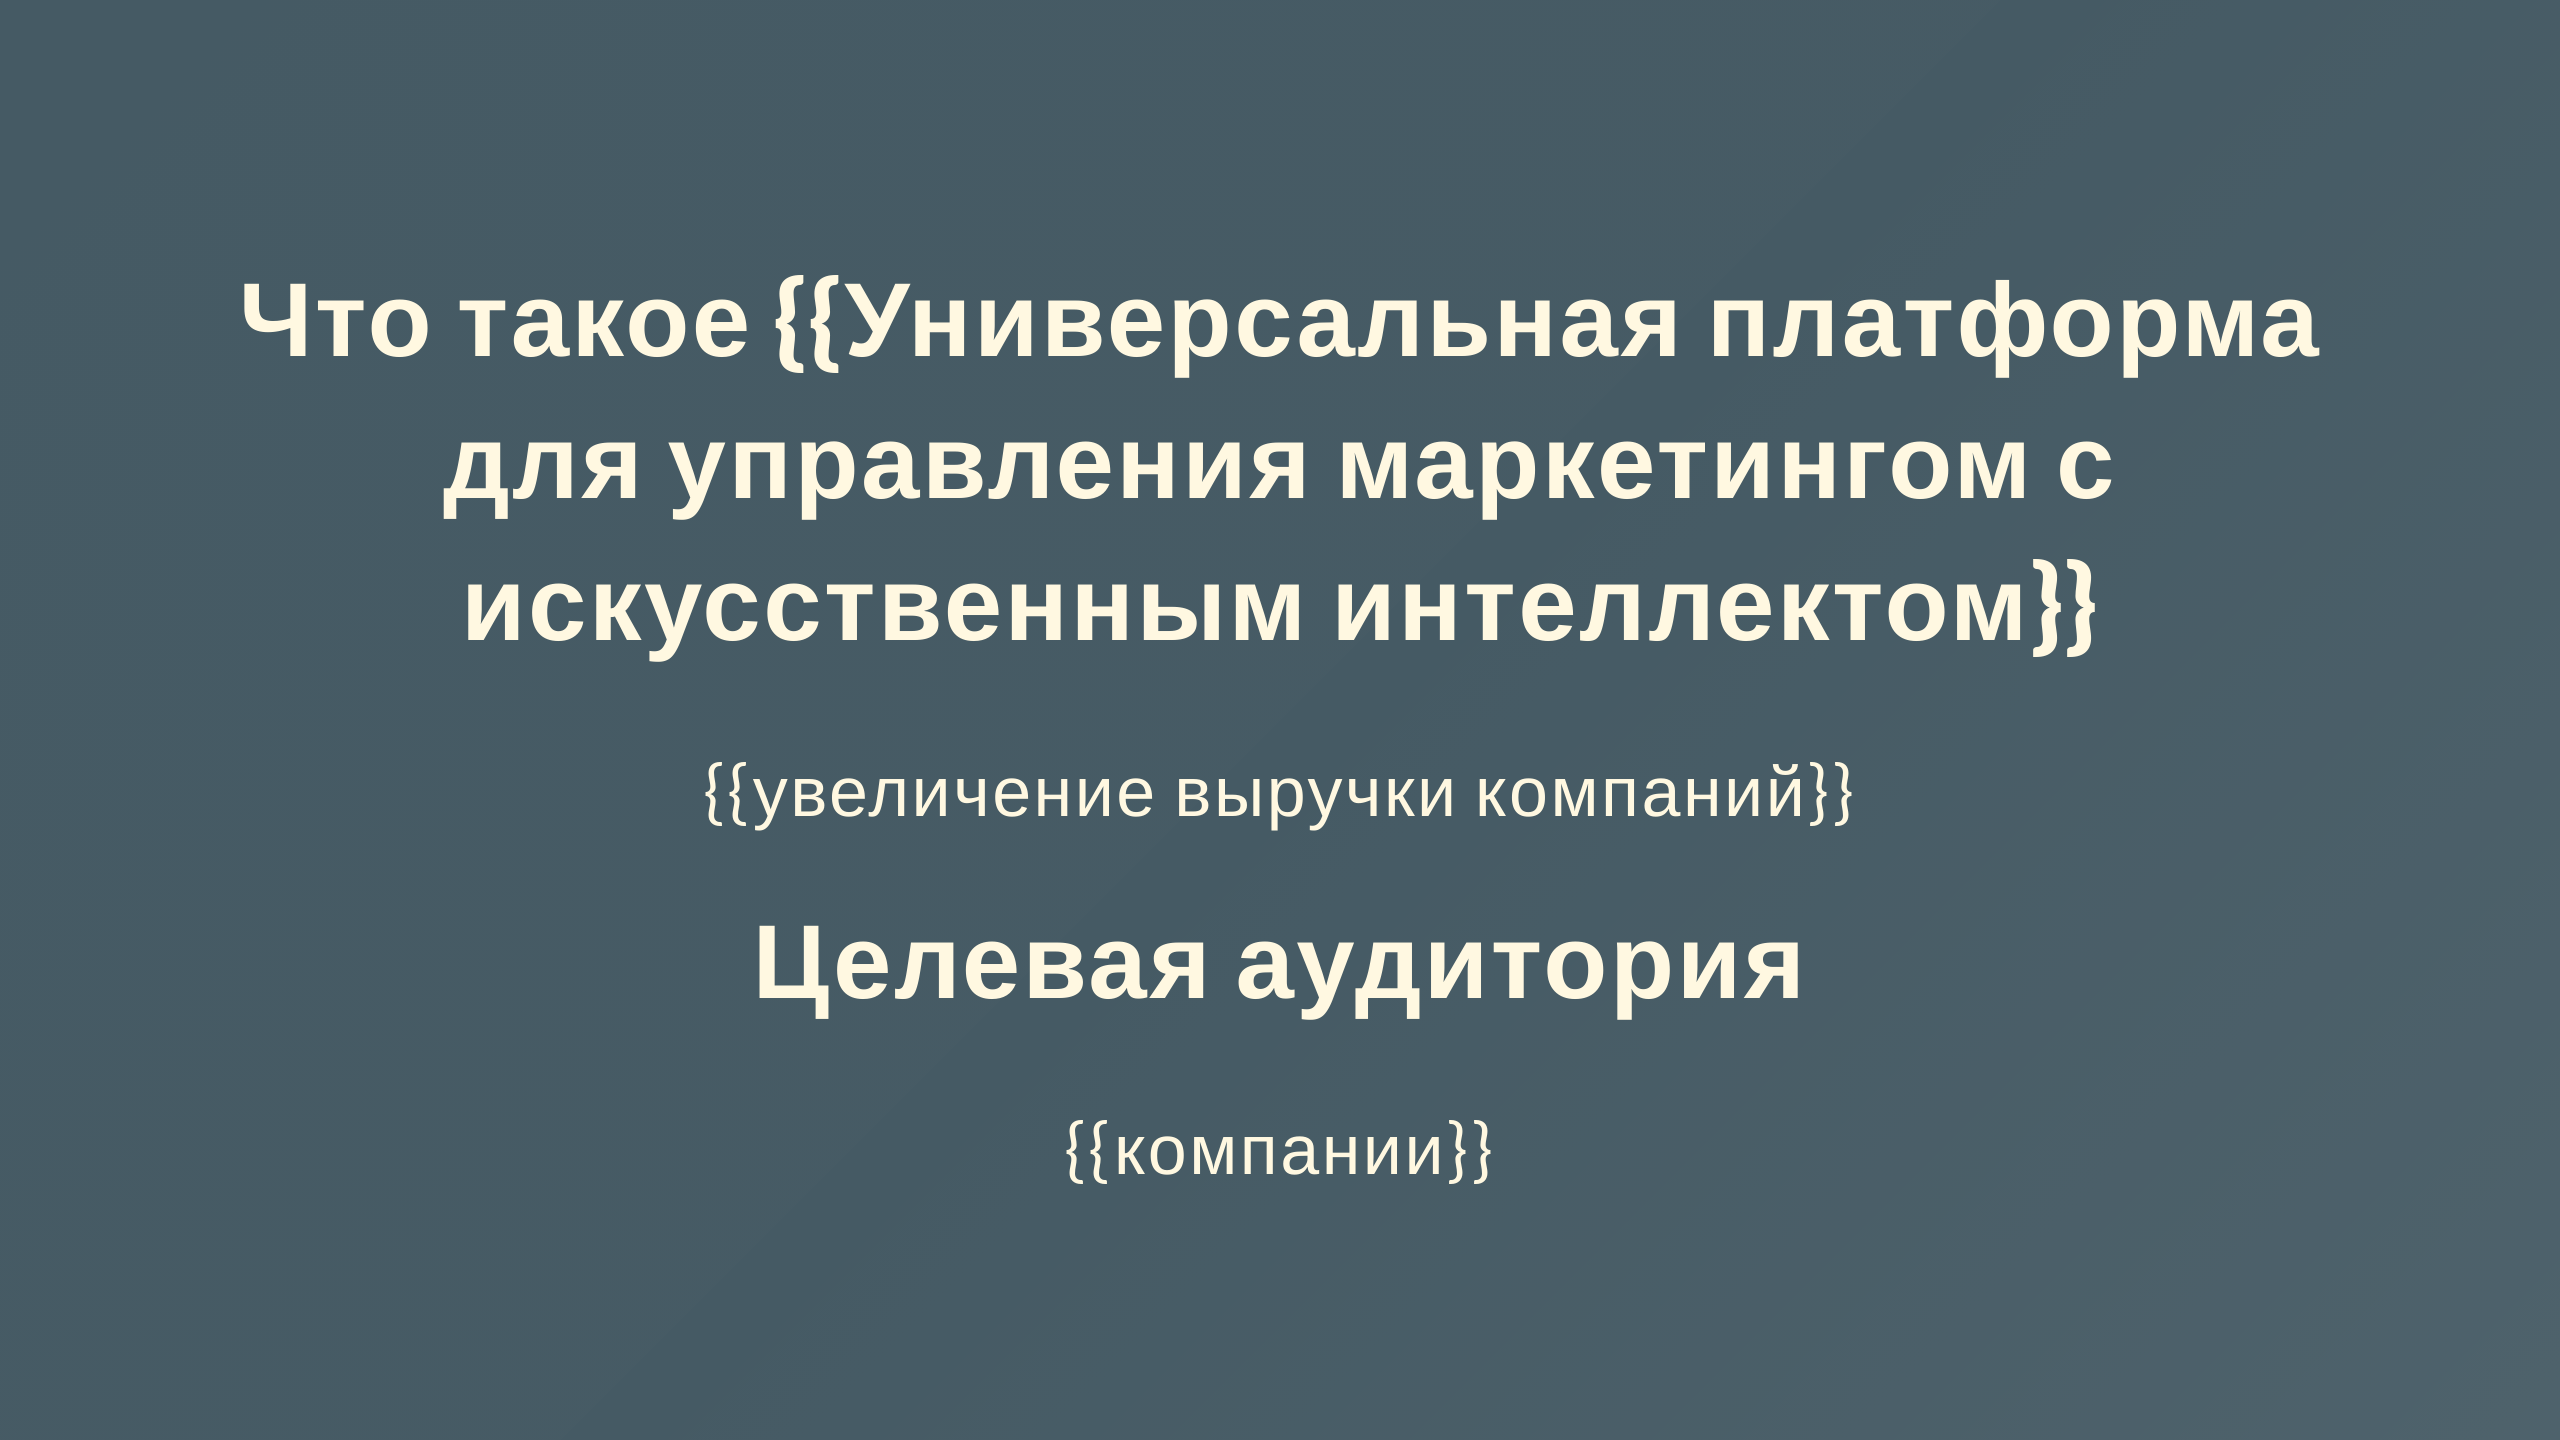 Что такое {{Универсальная платформа
для управления маркетингом с
искусственным интеллектом}}
{{увеличение выручки компаний}}
Целевая аудитория
{{компании}}